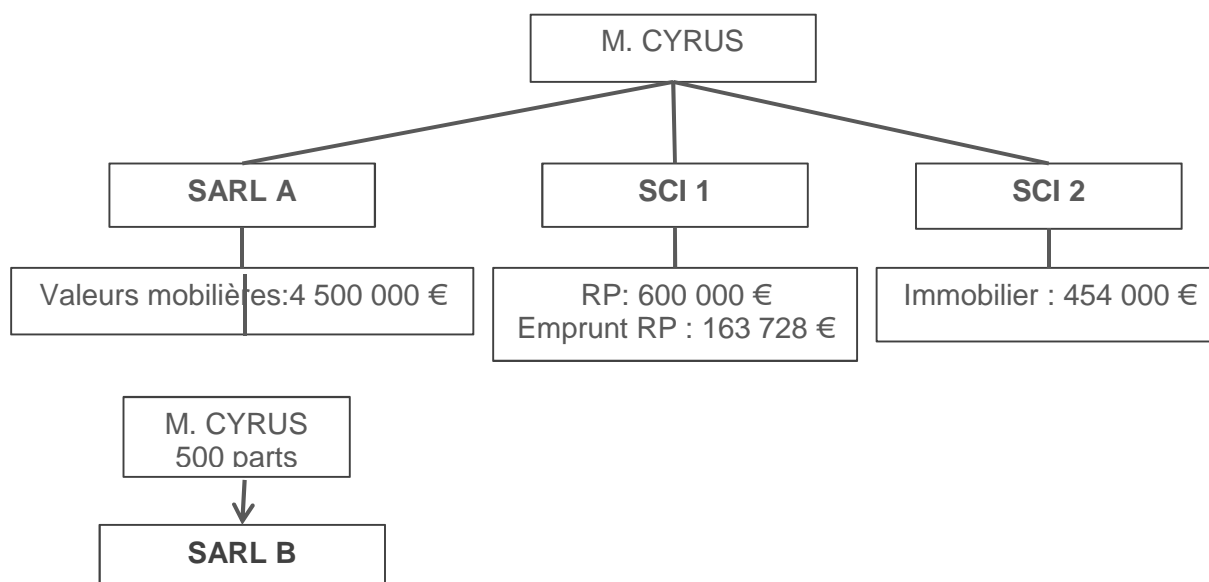 M. CYRUS
SARL A
SCI 1
SCI 2
Valeurs mobilières:4 500 000 €
RP: 600 000 €
Emprunt RP : 163 728 €
Immobilier : 454 000 €
M. CYRUS
500 parts
SARL B